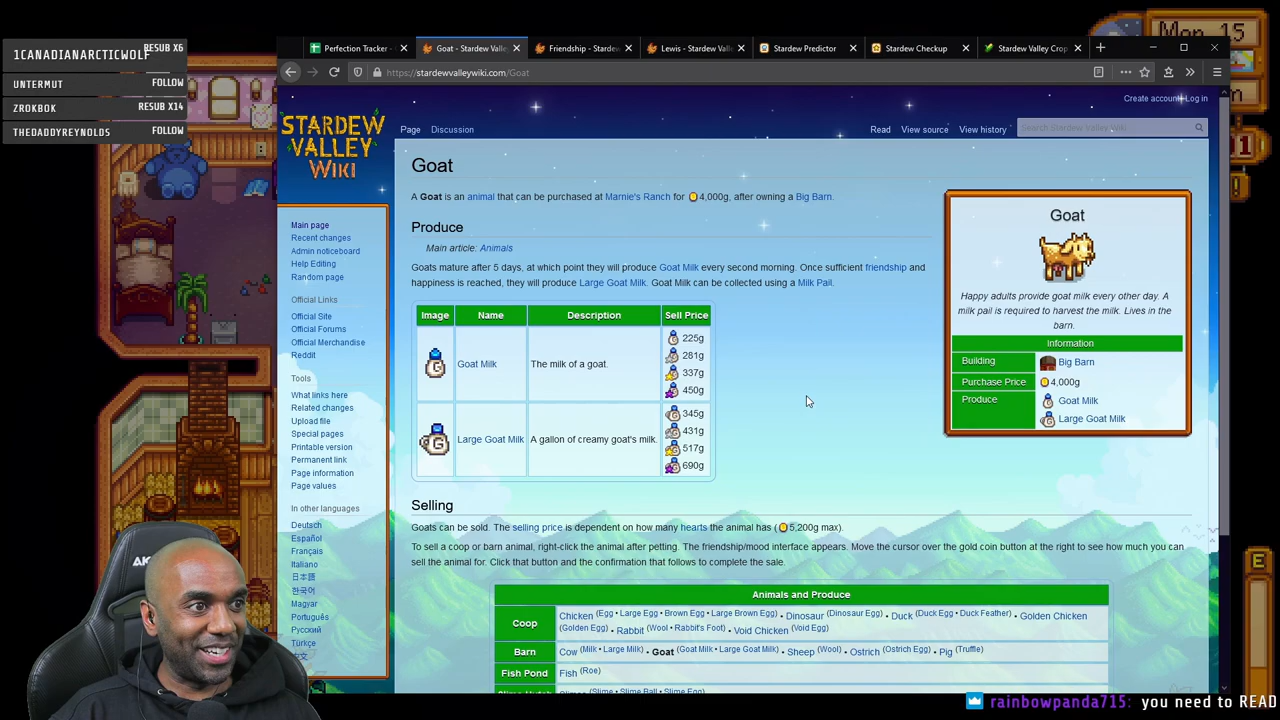 1CANADIANARCTICWOLF RESUB X6
UNTERMUT FOLLOW
ZROKBOK RESUB X14
THEDADDYREYNOLDS FOLLOW
Mon. 15
Perfection Tracker -
Goat - Stardew Valle
Friendship - Stardew
Lewis - Stardew Vall
Stardew Predictor
Stardew Checkup
Stardew Valley Crop
https://stardewvalleywiki.com/Goat
Create account Log in
STARDEW
VALLEY
WIKI
Page Discussion Read View source View history Search Stardew Valley Wiki
Main page
Recent changes
Admin noticeboard
Help Editing
Random page
Official Links
Official Site
Official Forums
Official Merchandise
Reddit
Tools
What links here
Related changes
Upload file
Special pages
Printable version
Permanent link
Page information
Page values
In other languages
Deutsch
Español
Français
Italiano
日本語
한국어
Magyar
Português
Русский
Türkçe
中文
Goat
A Goat is an animal that can be purchased at Marnie's Ranch for 4,000g, after owning a Big Barn.
Produce
Main article: Animals
Goats mature after 5 days, at which point they will produce Goat Milk every second morning. Once sufficient friendship and
happiness is reached, they will produce Large Goat Milk. Goat Milk can be collected using a Milk Pail.
Image Name Description Sell Price
Goat Milk The milk of a goat.
225g
281g
337g
450g
Large Goat Milk A gallon of creamy goat's milk.
345g
431g
517g
690g
Goat
Happy adults provide goat milk every other day. A
milk pail is required to harvest the milk. Lives in the
barn.
Information
Building Big Barn
Purchase Price 4,000g
Produce Goat Milk
Large Goat Milk
Selling
Goats can be sold. The selling price is dependent on how many hearts the animal has (5,200g max).
To sell a coop or barn animal, right-click the animal after petting. The friendship/mood interface appears. Move the cursor over the gold coin button at the right to see how much you can
sell the animal for. Click that button and the confirmation that follows to complete the sale.
Animals and Produce
Coop Chicken (Egg • Large Egg • Brown Egg • Large Brown Egg) • Dinosaur (Dinosaur Egg) • Duck (Duck Egg • Duck Feather) • Golden Chicken
(Golden Egg) • Rabbit (Wool • Rabbit's Foot) • Void Chicken (Void Egg)
Barn Cow (Milk • Large Milk) • Goat (Goat Milk • Large Goat Milk) • Sheep (Wool) • Ostrich (Ostrich Egg) • Pig (Truffle)
Fish Pond Fish (Roe)
(Slime • Slime Ball • Slime Egg)
E
AK
rainbowpanda715: you need to READ